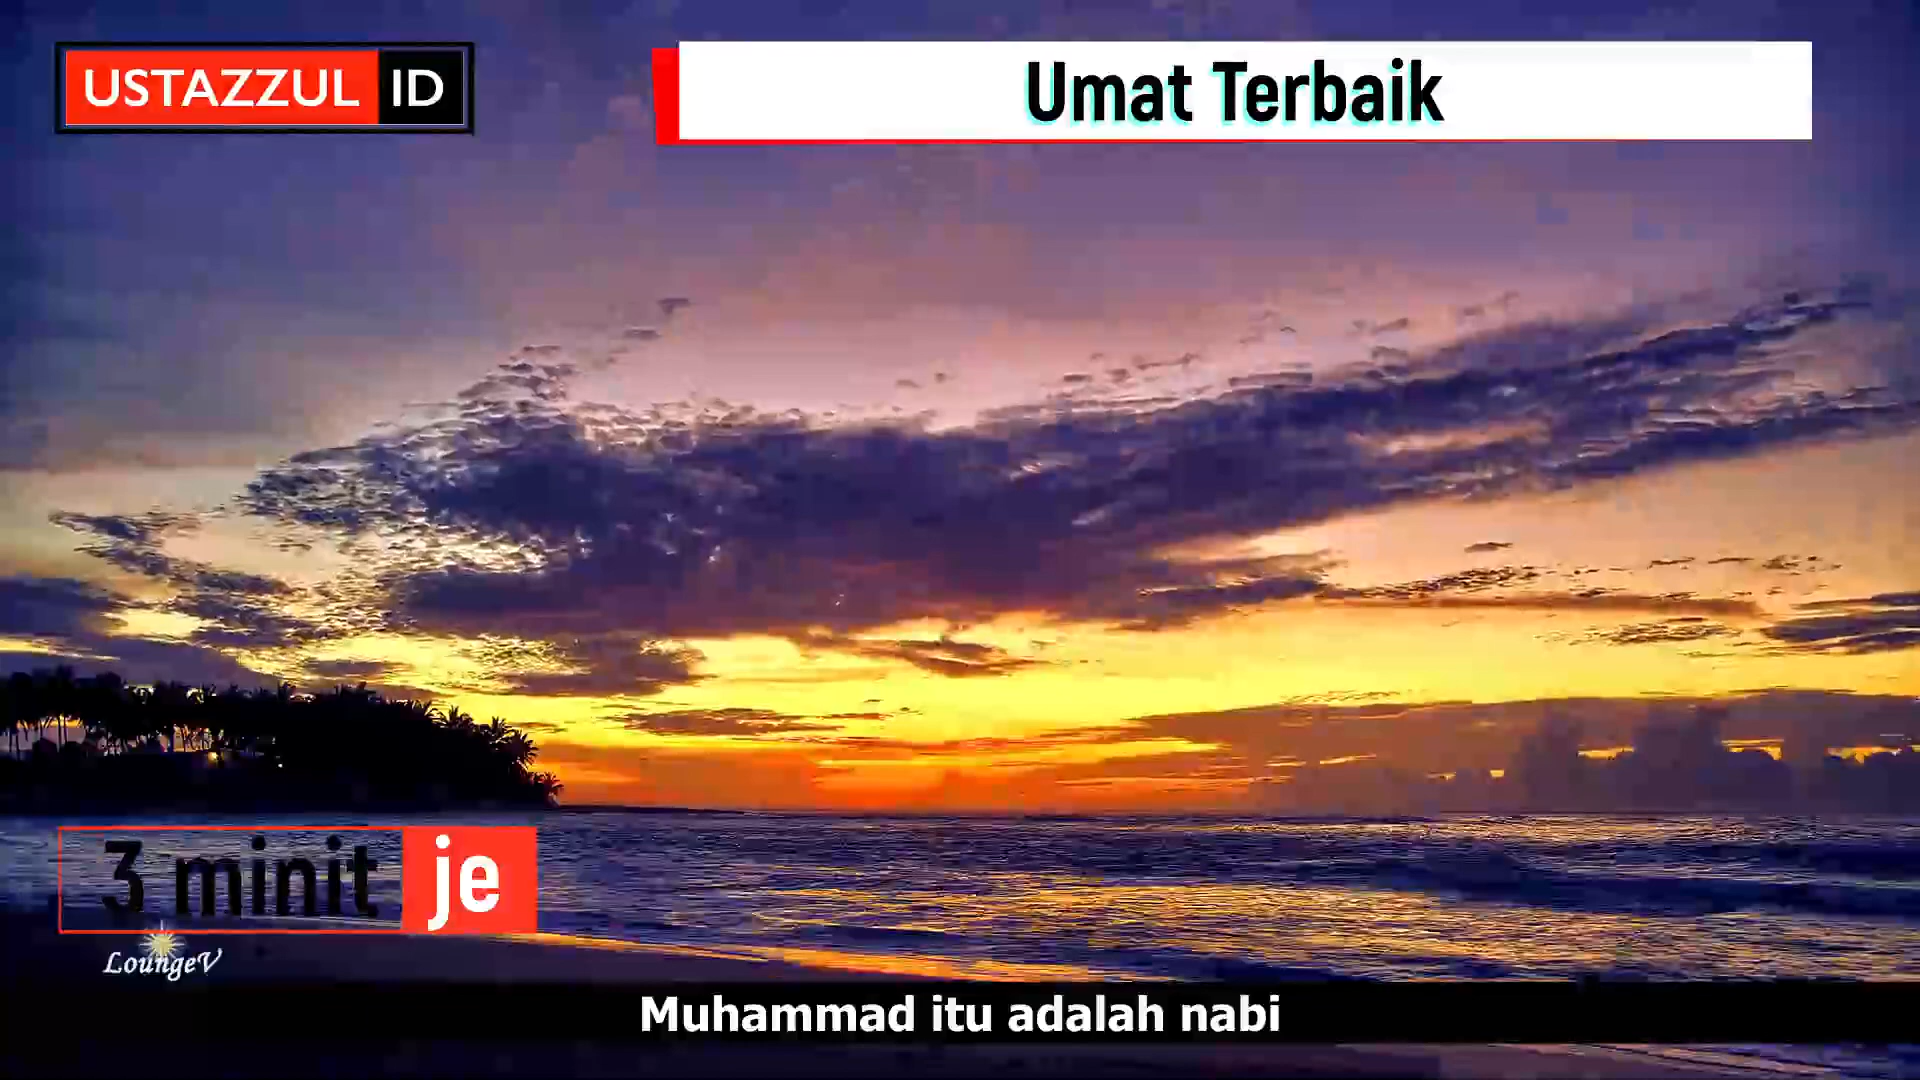 USTAZZUL ID
Umat Terbaik
3 minit je
LoungeV
Muhammad itu adalah nabi